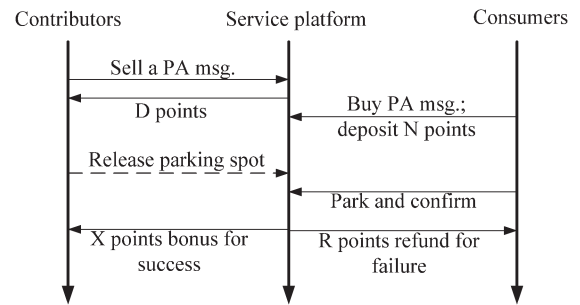 Contributors
Service platform
Consumers
Sell a PA msg.
D points
Buy PA msg.;
deposit N points
Release parking spot
Park and confirm
X points bonus for
success
R points refund for
failure